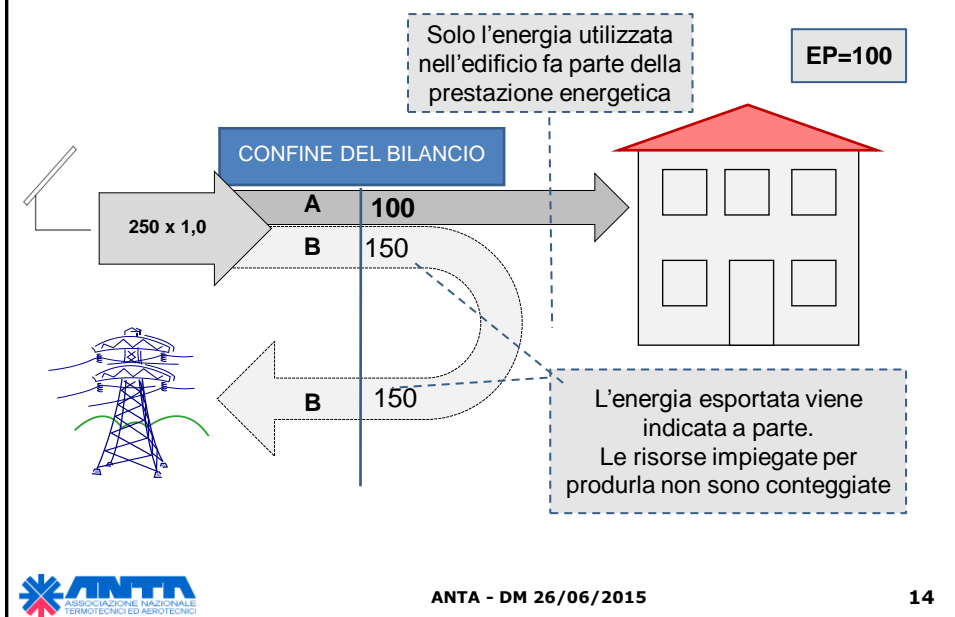 Solo l'energia utilizzata
nell'edificio fa parte della
prestazione energetica
EP=100
CONFINE DEL BILANCIO
A
100
250 x 1,0
B
150
B
150
L'energia esportata viene
indicata a parte.
Le risorse impiegate per
produrla non sono conteggiate
ANTA
ASSOCIAZIONE NAZIONALE
TERMOTECNICI ED AEROTECNICI
ANTA - DM 26/06/2015
14